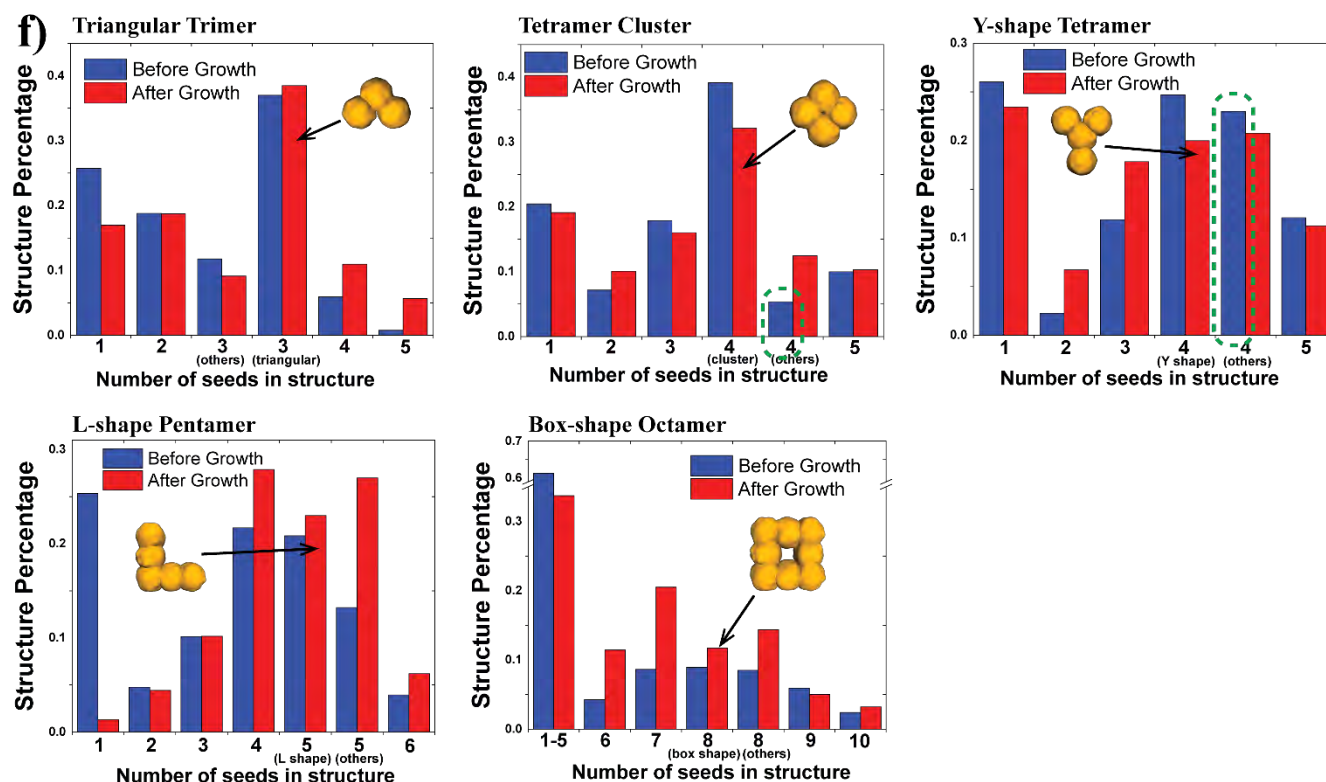 f)
Triangular Trimer
Structure Percentage
0.4
0.3
0.2
0.1
0.0
Before Growth
After Growth
1 2 3 3 4 5
(others) (triangular)
Number of seeds in structure
Tetramer Cluster
Structure Percentage
0.4
0.3
0.2
0.1
0.0
Before Growth
After Growth
1 2 3 4 4 5
(cluster) (others)
Number of seeds in structure
Y-shape Tetramer
Structure Percentage
0.3
0.2
0.1
0.0
Before Growth
After Growth
1 2 3 4 4 5
(Y shape) (others)
Number of seeds in structure
L-shape Pentamer
Structure Percentage
0.3
0.2
0.1
0.0
Before Growth
After Growth
1 2 3 4 5 5 6
(L shape) (others)
Number of seeds in structure
Box-shape Octamer
Structure Percentage
0.7
0.6
0.3
0.2
0.1
0.0
Before Growth
After Growth
1-5 6 7 8 8 9 10
(box shape) (others)
Number of seeds in structure